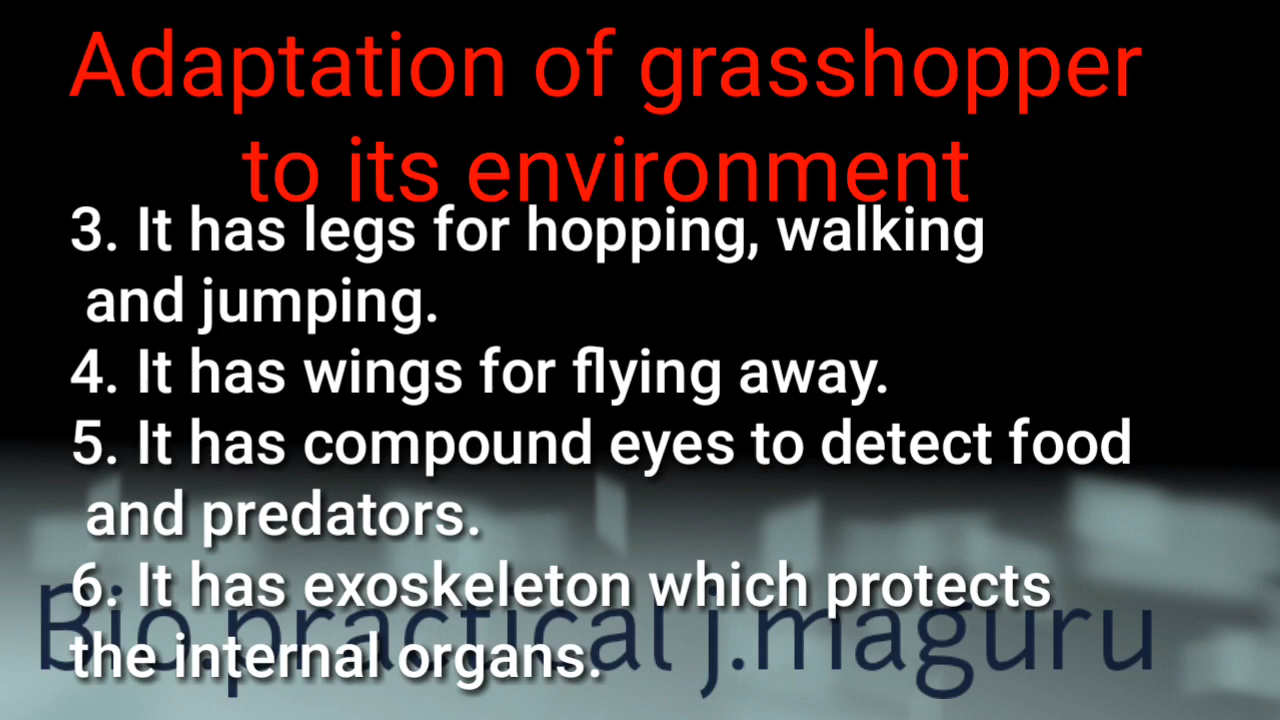 Adaptation of grasshopper
to its environment
3. It has legs for hopping, walking
and jumping.
4. It has wings for flying away.
5. It has compound eyes to detect food
and predators.
6. It has exoskeleton which protects
the internal organs.
Bio.practical j.maguru